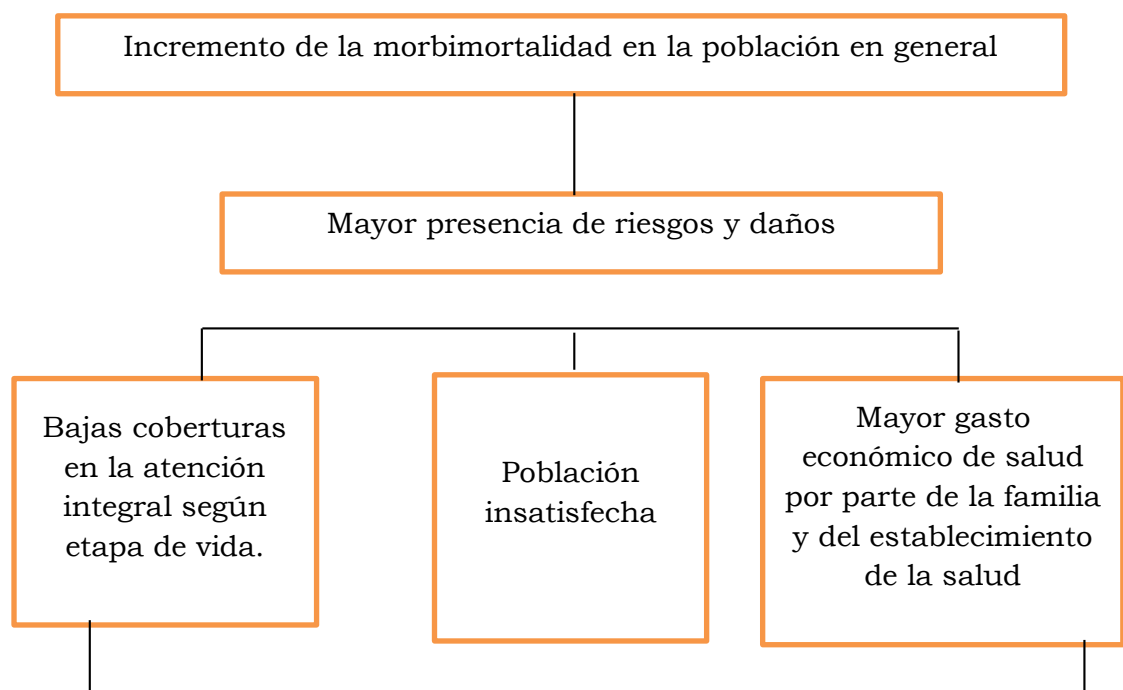 Incremento de la morbimortalidad en la población en general
Mayor presencia de riesgos y daños
Bajas coberturas
en la atención
integral según
etapa de vida.
Población
insatisfecha
Mayor gasto
económico de salud
por parte de la familia
y del establecimiento
de la salud